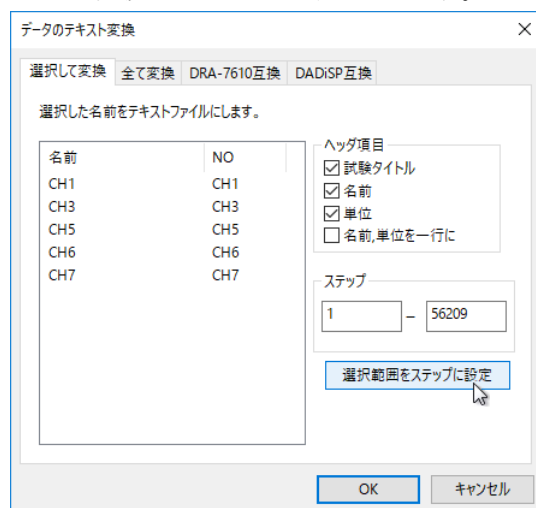 データのテキスト変換
選択して変換 全て変換 DRA-7610互換 DADiSP互換
選択した名前をテキストファイルにします。
名前 NO
CH1 CH1
CH3 CH3
CH5 CH5
CH6 CH6
CH7 CH7
ヘッダ項目
試験タイトル
名前
単位
名前,単位を一行に
ステップ
1 - 56209
選択範囲をステップに設定
OK キャンセル